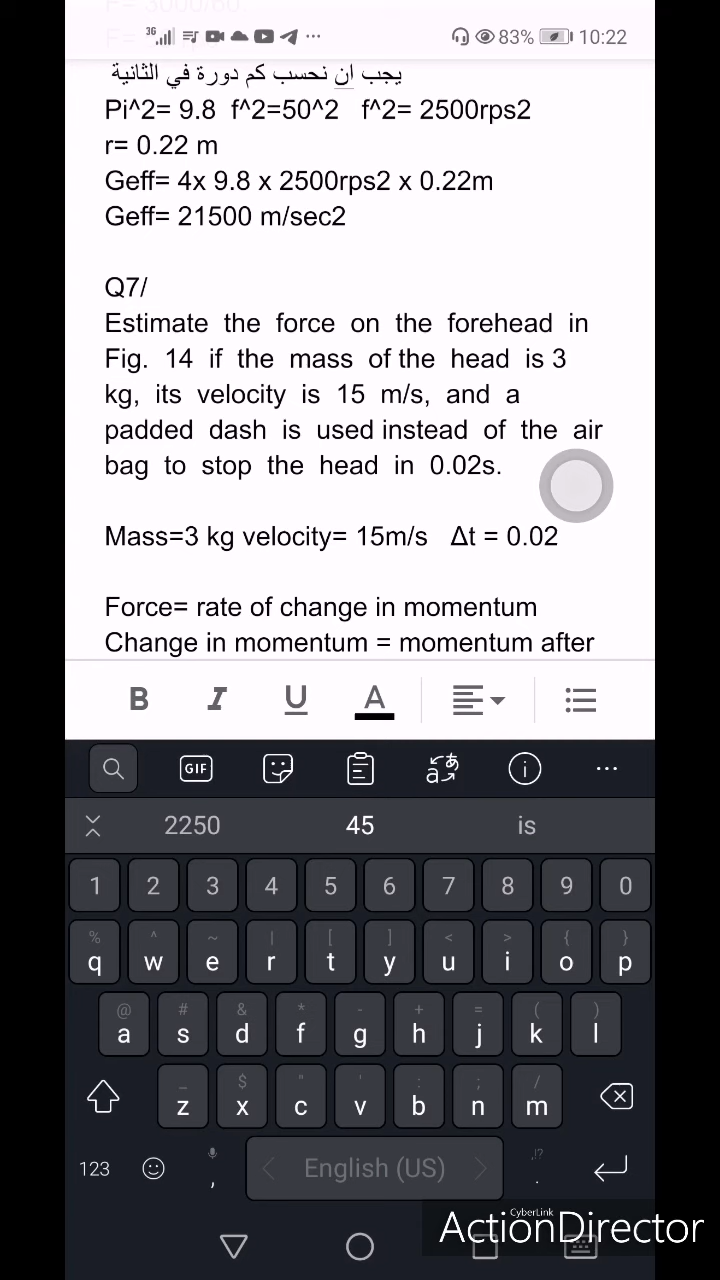 F= 3000/60
3G 83% 10:22
يجب ان نحسب كم دورة في الثانية
Pi^2= 9.8 f^2=50^2 f^2= 2500rps2
r= 0.22 m
Geff= 4x 9.8 x 2500rps2 x 0.22m
Geff= 21500 m/sec2
Q7/
Estimate the force on the forehead in
Fig. 14 if the mass of the head is 3
kg, its velocity is 15 m/s, and a
padded dash is used instead of the air
bag to stop the head in 0.02s.
Mass=3 kg velocity= 15m/s Δt = 0.02
Force= rate of change in momentum
Change in momentum = momentum after
B I U A
GIF aあ i ...
2250 45 is
1 2 3 4 5 6 7 8 9 0
% ^ ~ | [ ] < > { }
q w e r t y u i o p
@ # & * - + = ( )
a s d f g h j k l
_ $ " ' : ; /
z x c v b n m
123 , English (US) ,!? .
CyberLink
ActionDirector